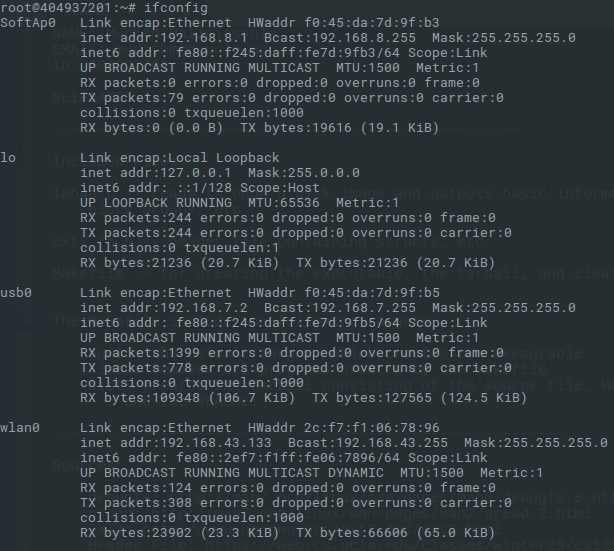 root@404937201:~# ifconfig
SoftAp0   Link encap:Ethernet  HWaddr f0:45:da:7d:9f:b3
          inet addr:192.168.8.1  Bcast:192.168.8.255  Mask:255.255.255.0
          inet6 addr: fe80::f245:daff:fe7d:9fb3/64 Scope:Link
          UP BROADCAST RUNNING MULTICAST  MTU:1500  Metric:1
          RX packets:0 errors:0 dropped:0 overruns:0 frame:0
          TX packets:79 errors:0 dropped:0 overruns:0 carrier:0
          collisions:0 txqueuelen:1000
          RX bytes:0 (0.0 B)  TX bytes:19616 (19.1 KiB)
lo        Link encap:Local Loopback
          inet addr:127.0.0.1  Mask:255.0.0.0
          inet6 addr: ::1/128 Scope:Host
          UP LOOPBACK RUNNING  MTU:65536  Metric:1
          RX packets:244 errors:0 dropped:0 overruns:0 frame:0
          TX packets:244 errors:0 dropped:0 overruns:0 carrier:0
          collisions:0 txqueuelen:1
          RX bytes:21236 (20.7 KiB)  TX bytes:21236 (20.7 KiB)
usb0      Link encap:Ethernet  HWaddr f0:45:da:7d:9f:b5
          inet addr:192.168.7.2  Bcast:192.168.7.255  Mask:255.255.255.0
          inet6 addr: fe80::f245:daff:fe7d:9fb5/64 Scope:Link
          UP BROADCAST RUNNING MULTICAST  MTU:1500  Metric:1
          RX packets:1399 errors:0 dropped:0 overruns:0 frame:0
          TX packets:778 errors:0 dropped:0 overruns:0 carrier:0
          collisions:0 txqueuelen:1000
          RX bytes:109348 (106.7 KiB)  TX bytes:127565 (124.5 KiB)
wlan0     Link encap:Ethernet  HWaddr 2c:f7:f1:06:78:96
          inet addr:192.168.43.133  Bcast:192.168.43.255  Mask:255.255.255.0
          inet6 addr: fe80::2ef7:f1ff:fe06:7896/64 Scope:Link
          UP BROADCAST RUNNING MULTICAST DYNAMIC  MTU:1500  Metric:1
          RX packets:124 errors:0 dropped:0 overruns:0 frame:0
          TX packets:308 errors:0 dropped:0 overruns:0 carrier:0
          collisions:0 txqueuelen:1000
          RX bytes:23902 (23.3 KiB)  TX bytes:66606 (65.0 KiB)